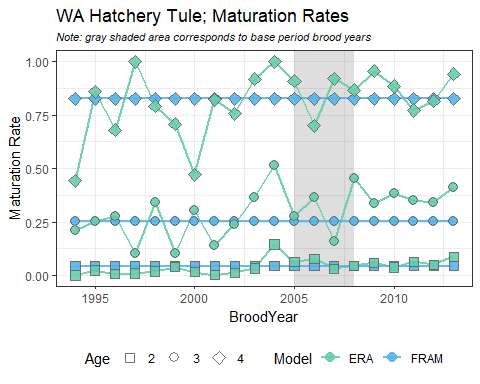 WA Hatchery Tule; Maturation Rates
Note: gray shaded area corresponds to base period brood years
1.00
0.75
0.50
0.25
0.00
Maturation Rate
1995 2000 2005 2010
BroodYear
Age 2 3 4 Model ERA FRAM